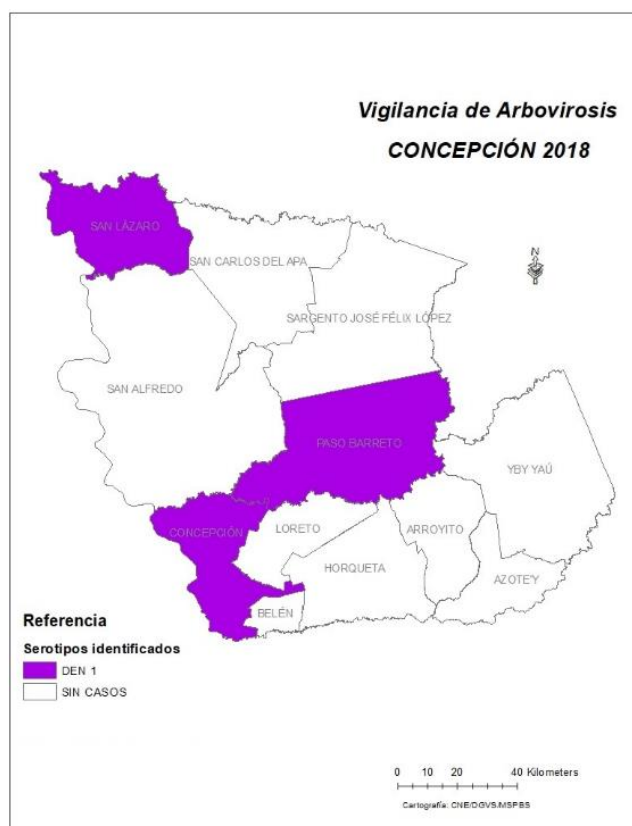 Vigilancia de Arbovirosis
CONCEPCIÓN 2018
SAN LÁZARO
N
SAN CARLOS DEL APA
SARGENTO JOSÉ FÉLIX LÓPEZ
SAN ALFREDO
PASO BARRETO
YBY YAÚ
CONCEPCIÓN
LORETO
ARROYITO
HORQUETA
AZOTE'Y
BELÉN
Referencia
Serotipos identificados
DEN 1
SIN CASOS
0 10 20 40 Kilometers
Cartografía: CNE/DGVS/MSPBS